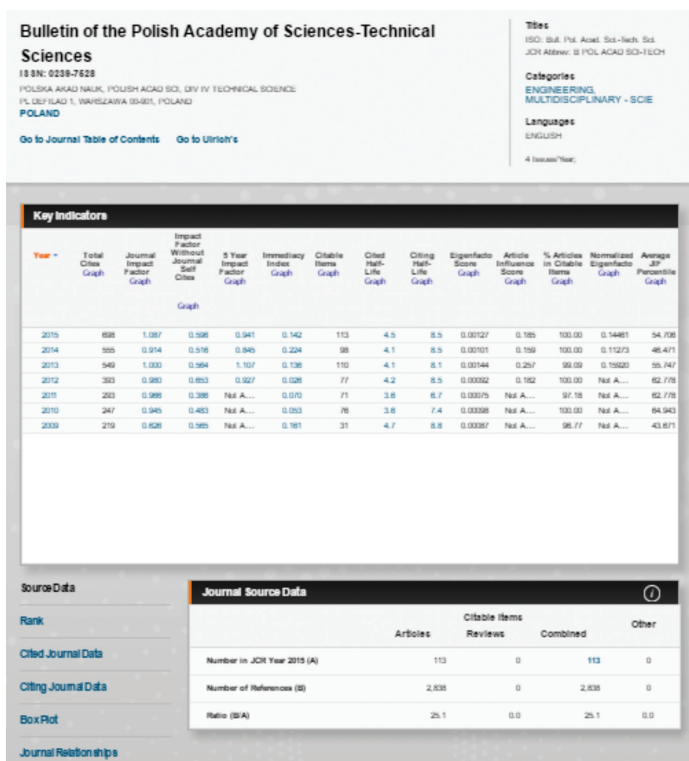 Bulletin of the Polish Academy of Sciences-Technical
Sciences
ISSN: 0239-7528
POLSKA AKAD NAUK, POLISH ACAD SCI, DIV IV TECHNICAL SCIENCE
PL DEFILAD 1, WARSZAWA 00-901, POLAND
POLAND
Go to Journal Table of Contents Go to Ulrich's
Titles
ISO: Bull. Pol. Acad. Sci.-Tech. Sci.
JCR Abbrev: B POL ACAD SCI-TECH
Categories
ENGINEERING,
MULTIDISCIPLINARY - SCIE
Languages
ENGLISH
4 Issues/Year;
Key Indicators
Year Total Cites Graph Journal Impact Factor Graph Impact Factor Without Journal Self Cites Graph 5 Year Impact Factor Graph Immediacy Index Graph Citable Items Graph Cited Half-Life Graph Citing Half-Life Graph Eigenfacto Score Graph Article Influence Score Graph % Articles in Citable Items Graph Normalized Eigenfacto Graph Average JIF Percentile Graph
2015 698 1.087 0.596 0.941 0.142 113 4.5 8.5 0.00127 0.185 100.00 0.14461 54.706
2014 555 0.914 0.516 0.845 0.224 98 4.1 8.5 0.00101 0.159 100.00 0.11273 46.471
2013 549 1.000 0.564 1.107 0.136 110 4.1 8.1 0.00144 0.257 99.09 0.15920 55.747
2012 393 0.980 0.653 0.927 0.026 77 4.2 8.5 0.00092 0.182 100.00 Not A... 62.778
2011 293 0.966 0.386 Not A... 0.070 71 3.6 6.7 0.00075 Not A... 97.18 Not A... 62.778
2010 247 0.945 0.483 Not A... 0.053 76 3.8 7.4 0.00098 Not A... 100.00 Not A... 64.943
2009 219 0.626 0.565 Not A... 0.161 31 4.7 8.8 0.00087 Not A... 96.77 Not A... 43.671
Source Data
Rank
Cited Journal Data
Citing Journal Data
Box Plot
Journal Relationships
Journal Source Data
Citable Items
Articles Reviews Combined Other
Number in JCR Year 2015 (A) 113 0 113 0
Number of References (B) 2,838 0 2,838 0
Ratio (B/A) 25.1 0.0 25.1 0.0